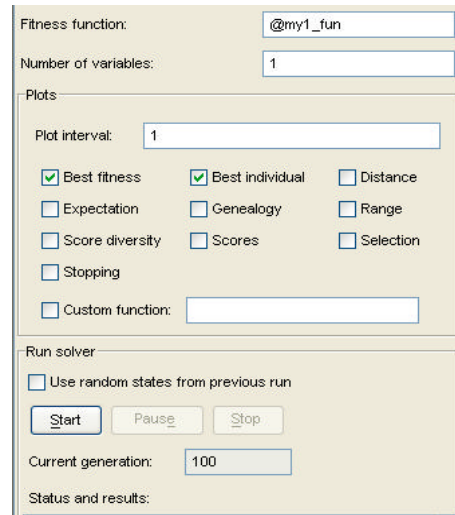 Fitness function: @my1_fun
Number of variables: 1
Plots
Plot interval: 1
Best fitness Best individual Distance
Expectation Genealogy Range
Score diversity Scores Selection
Stopping
Custom function:
Run solver
Use random states from previous run
Start Pause Stop
Current generation: 100
Status and results: